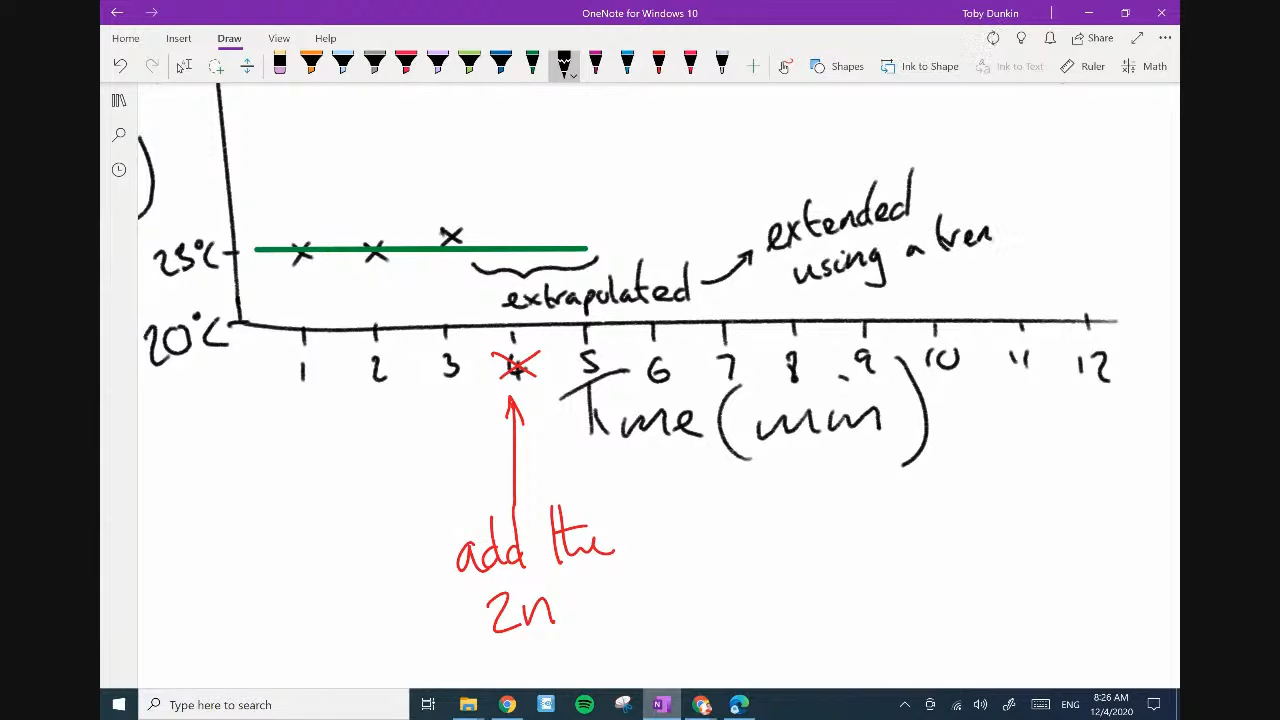 OneNote for Windows 10
Toby Dunkin
Home Insert Draw View Help
Share
Shapes Ink to Shape Ink to Text Ruler Math
25°C
20°C
extrapolated
extended
using a tren
1 2 3 4 5 6 7 8 9 10 11 12
Time (min)
add the
Zn
Type here to search
ENG
8:26 AM
12/4/2020